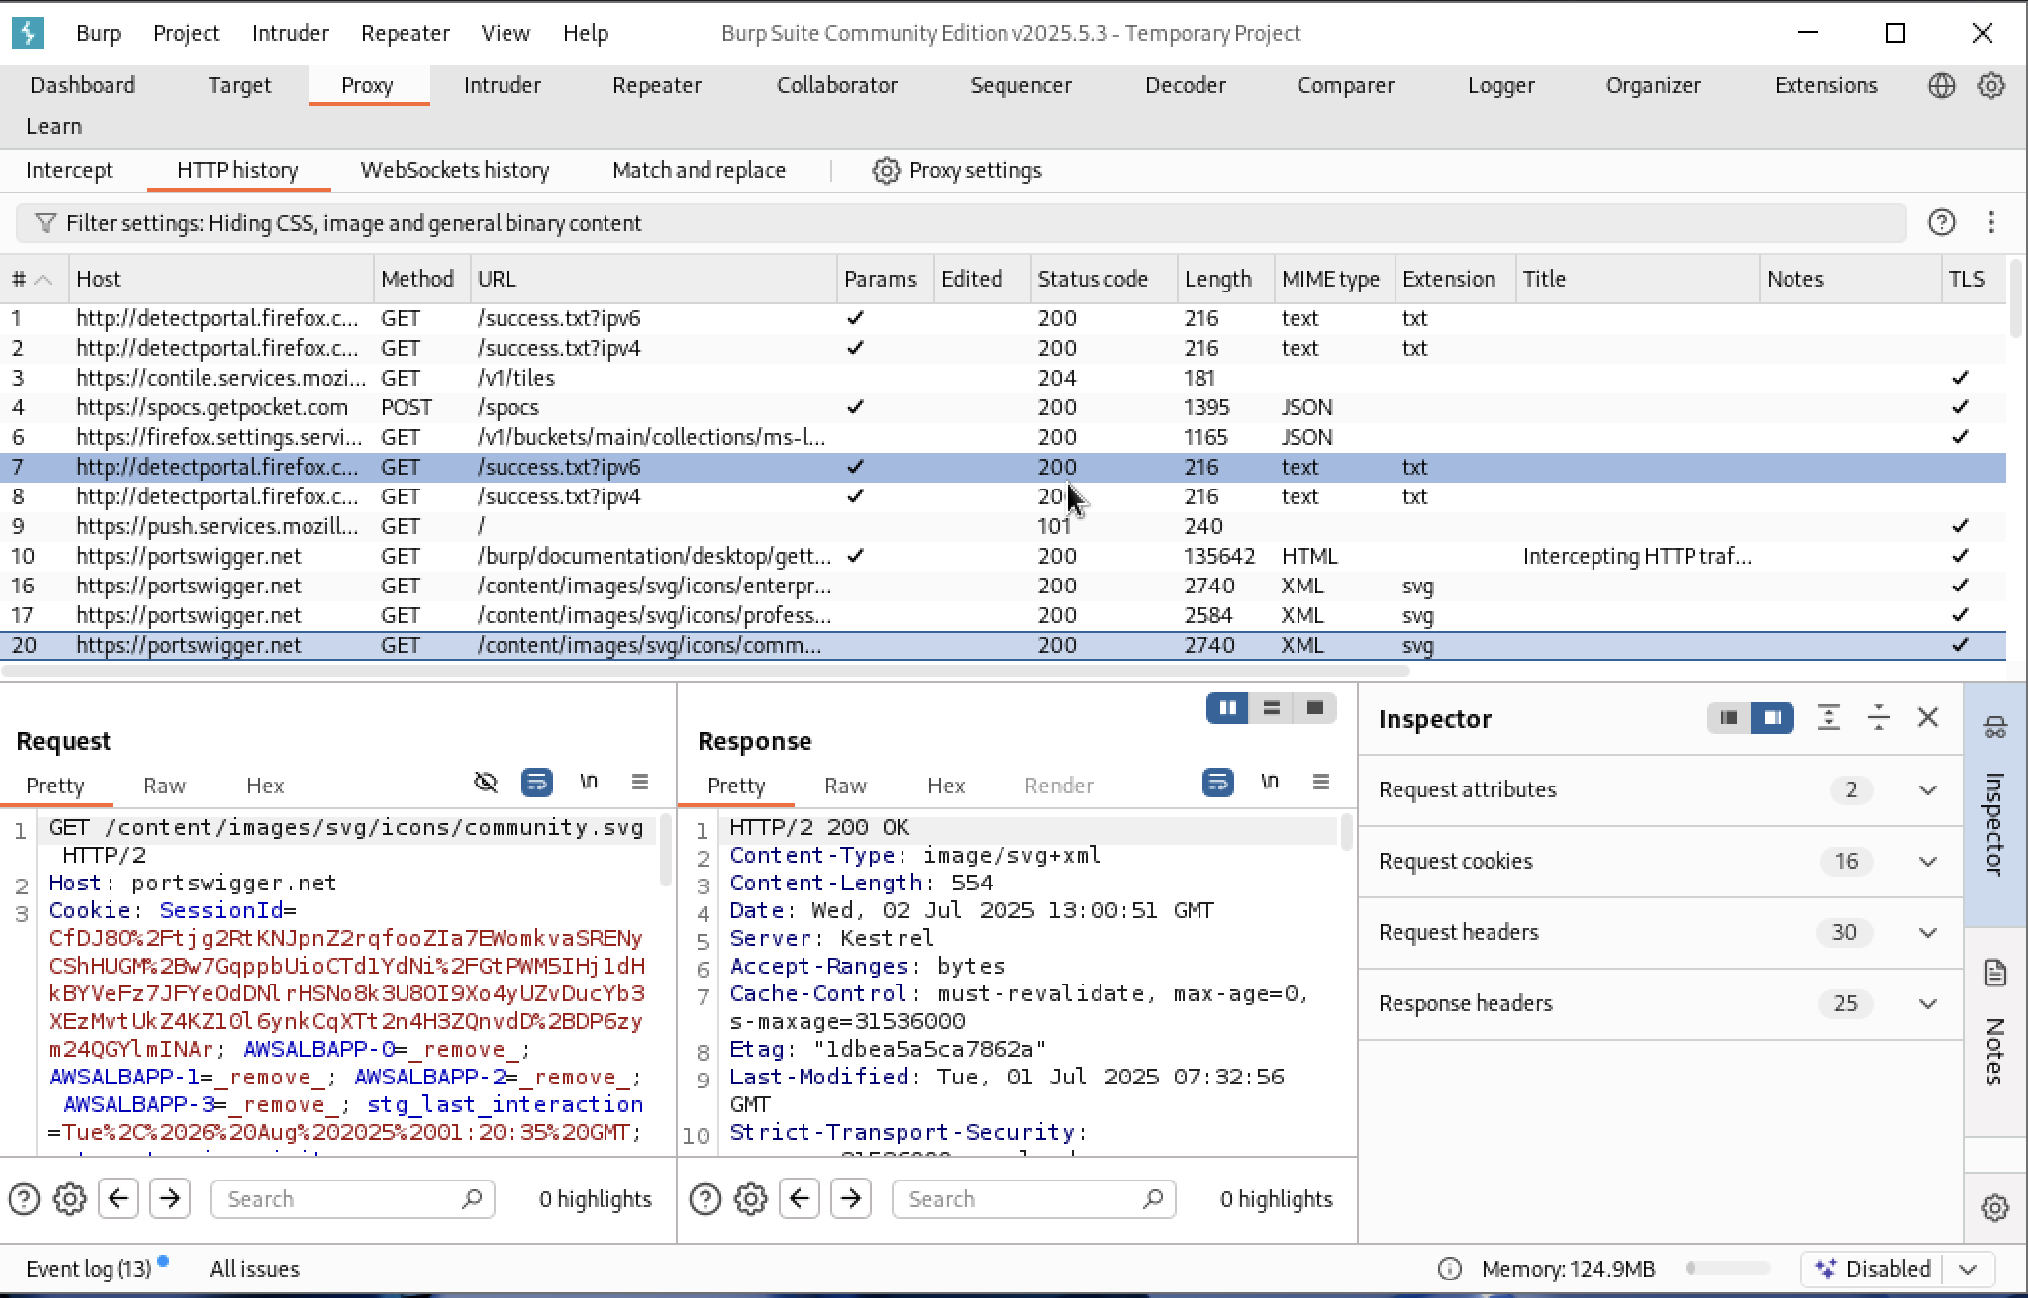 Burp Project Intruder Repeater View Help Burp Suite Community Edition v2025.5.3 - Temporary Project
Dashboard Target Proxy Intruder Repeater Collaborator Sequencer Decoder Comparer Logger Organizer Extensions
Learn
Intercept HTTP history WebSockets history Match and replace Proxy settings
Filter settings: Hiding CSS, image and general binary content
# Host Method URL Params Edited Status code Length MIME type Extension Title Notes TLS
1 http://detectportal.firefox.c... GET /success.txt?ipv6 ✓ 200 216 text txt
2 http://detectportal.firefox.c... GET /success.txt?ipv4 ✓ 200 216 text txt
3 https://contile.services.mozi... GET /v1/tiles 204 181 ✓
4 https://spocs.getpocket.com POST /spocs ✓ 200 1395 JSON ✓
6 https://firefox.settings.servi... GET /v1/buckets/main/collections/ms-l... 200 1165 JSON ✓
7 http://detectportal.firefox.c... GET /success.txt?ipv6 ✓ 200 216 text txt
8 http://detectportal.firefox.c... GET /success.txt?ipv4 ✓ 200 216 text txt
9 https://push.services.mozill... GET / 101 240 ✓
10 https://portswigger.net GET /burp/documentation/desktop/gett... ✓ 200 135642 HTML Intercepting HTTP traf... ✓
16 https://portswigger.net GET /content/images/svg/icons/enterpr... 200 2740 XML svg ✓
17 https://portswigger.net GET /content/images/svg/icons/profess... 200 2584 XML svg ✓
20 https://portswigger.net GET /content/images/svg/icons/comm... 200 2740 XML svg ✓
Request
Pretty Raw Hex \n
1 GET /content/images/svg/icons/community.svg
HTTP/2
2 Host: portswigger.net
3 Cookie: SessionId=
CfDJ8O%2Ftjg2RtKNJpnZ2rqfooZIa7EWomkvaSRENy
CShHUGM%2Bw7GqppbUioCTd1YdNi%2FGtPWM5IHj1dH
kBYVeFz7JFYeOdDNlrHSNo8k3U8OI9Xo4yUZvDucYb3
XEzMvtUkZ4KZ10l6ynkCqXTt2n4H3ZQnvdD%2BDP6zy
m24QGYlmINAr; AWSALBAPP-0=_remove_;
AWSALBAPP-1=_remove_; AWSALBAPP-2=_remove_;
AWSALBAPP-3=_remove_; stg_last_interaction
=Tue%2C%2026%20Aug%202025%2001:20:35%20GMT;
Search 0 highlights
Response
Pretty Raw Hex Render \n
1 HTTP/2 200 OK
2 Content-Type: image/svg+xml
3 Content-Length: 554
4 Date: Wed, 02 Jul 2025 13:00:51 GMT
5 Server: Kestrel
6 Accept-Ranges: bytes
7 Cache-Control: must-revalidate, max-age=0,
s-maxage=31536000
8 Etag: "1dbea5a5ca7862a"
9 Last-Modified: Tue, 01 Jul 2025 07:32:56
GMT
10 Strict-Transport-Security:
Search 0 highlights
Inspector
Request attributes 2
Request cookies 16
Request headers 30
Response headers 25
Inspector
Notes
Event log (13) All issues Memory: 124.9MB Disabled